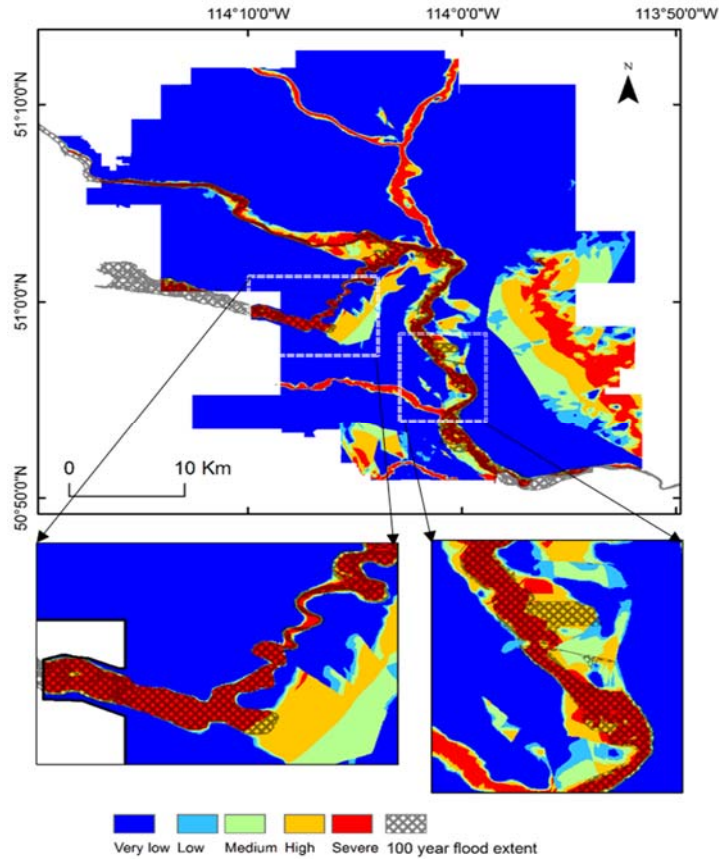 114°10'0"W 114°0'0"W 113°50'0"W
N
51°10'0"N
51°0'0"N
50°50'0"N
0 10 Km
Very low Low Medium High Severe 100 year flood extent